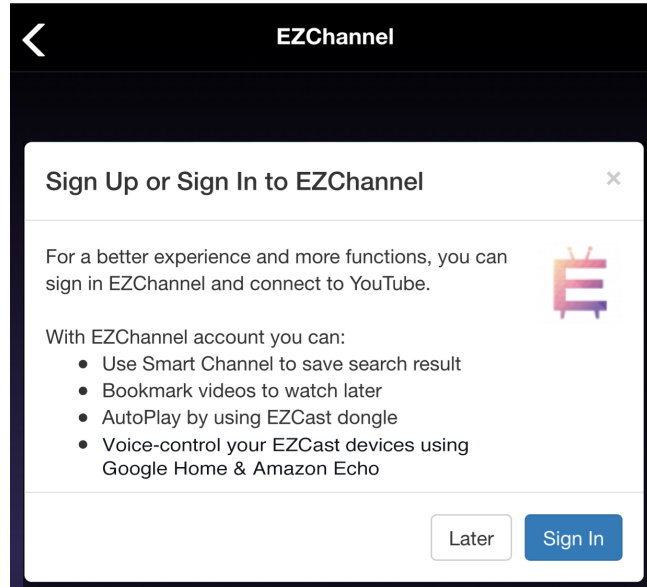 EZChannel
Sign Up or Sign In to EZChannel
×
For a better experience and more functions, you can
sign in EZChannel and connect to YouTube.
With EZChannel account you can:
● Use Smart Channel to save search result
● Bookmark videos to watch later
● AutoPlay by using EZCast dongle
● Voice-control your EZCast devices using
Google Home & Amazon Echo
Later
Sign In